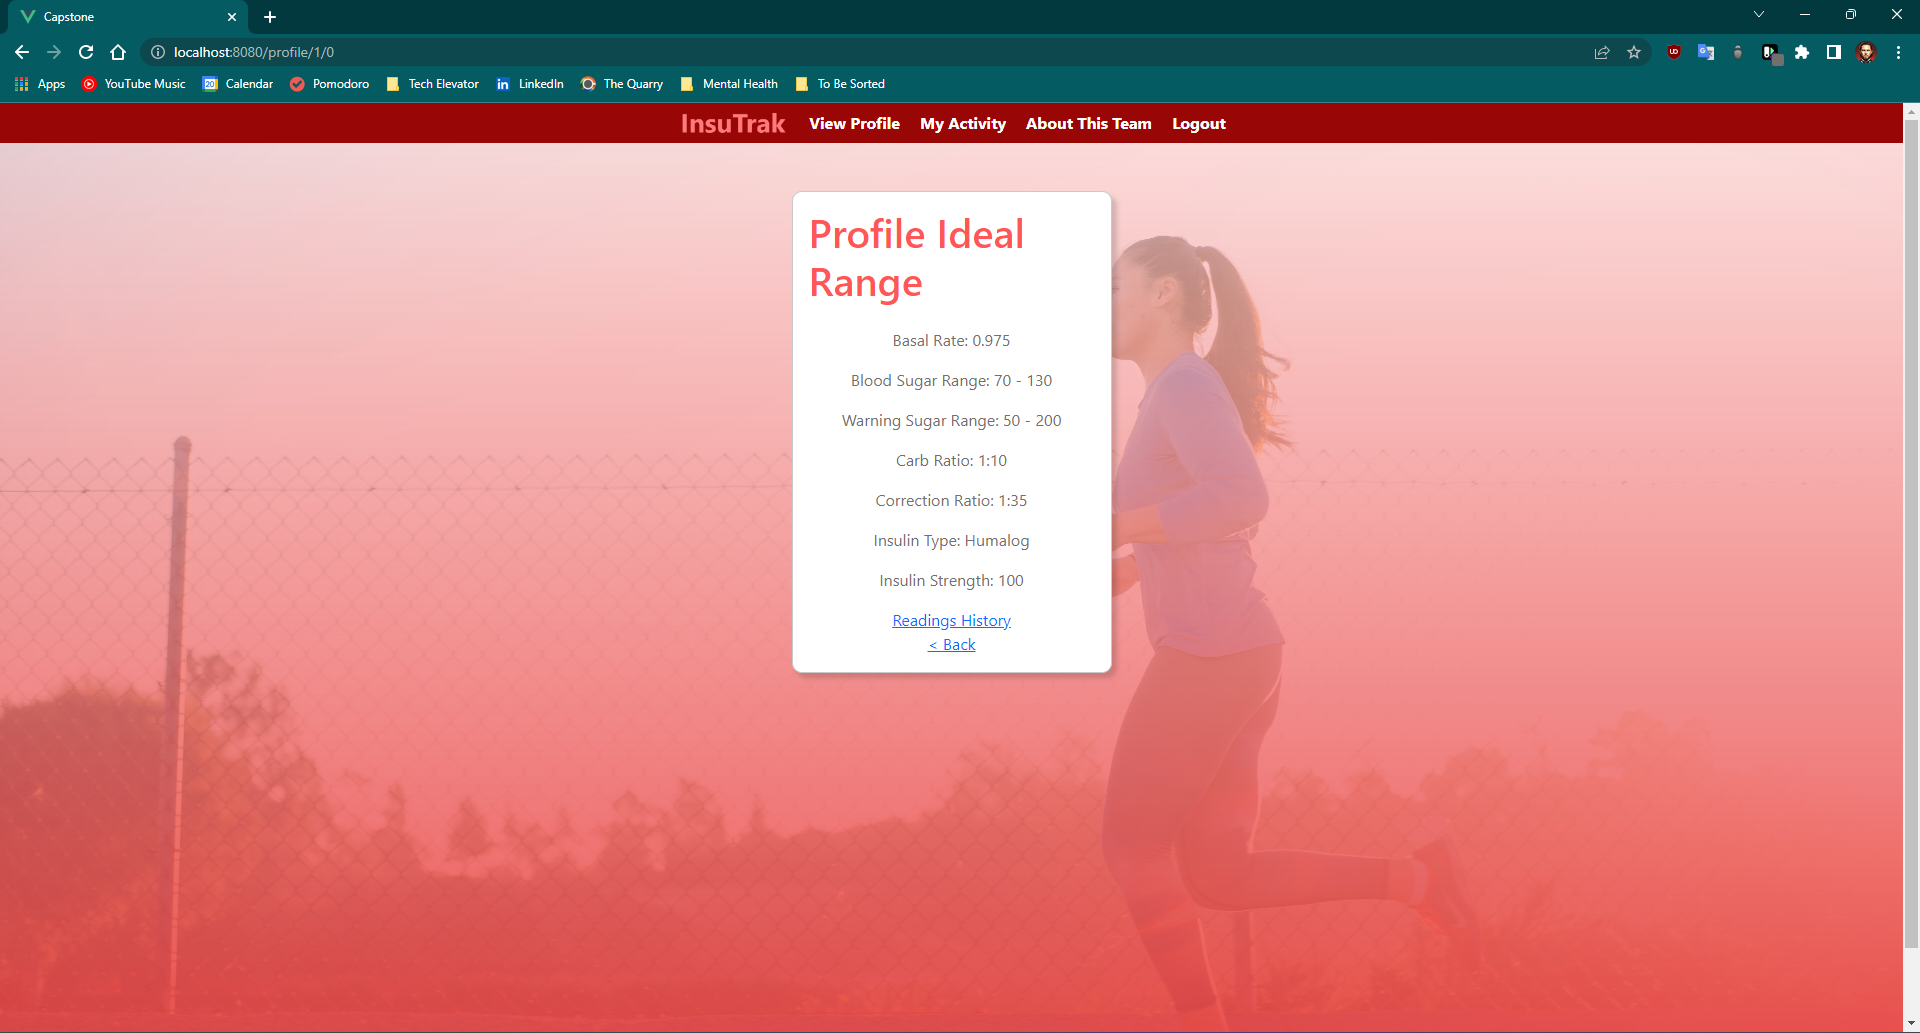 Capstone
localhost:8080/profile/1/0
Apps
YouTube Music
20
Calendar
Pomodoro
Tech Elevator
in
LinkedIn
The Quarry
Mental Health
To Be Sorted
InsuTrak
View Profile
My Activity
About This Team
Logout
Profile Ideal
Range
Basal Rate: 0.975
Blood Sugar Range: 70 - 130
Warning Sugar Range: 50 - 200
Carb Ratio: 1:10
Correction Ratio: 1:35
Insulin Type: Humalog
Insulin Strength: 100
Readings History
< Back